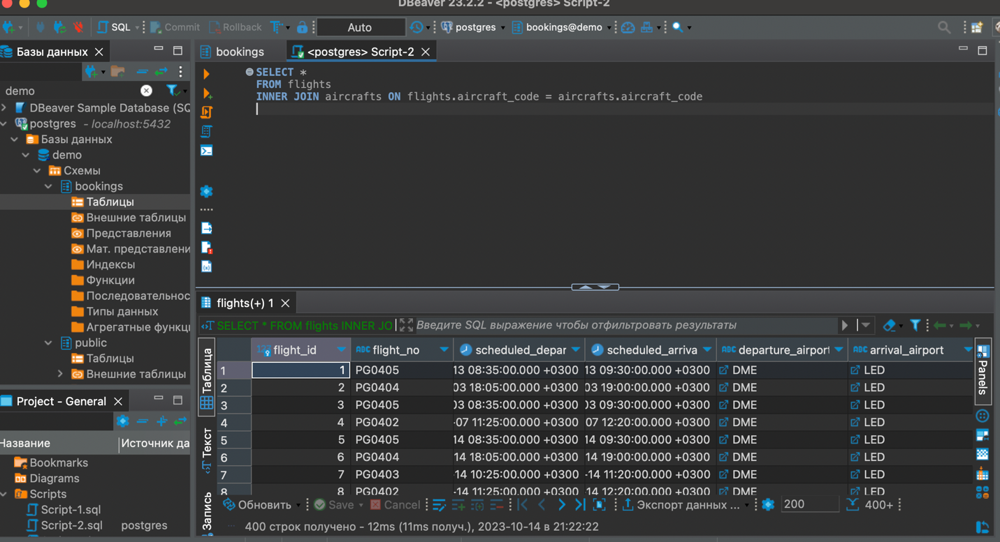 DBeaver 23.2.2 - <postgres> Script-2
SQL Commit Rollback Auto postgres bookings@demo
Базы данных
bookings
<postgres> Script-2
demo
DBeaver Sample Database (SQ
postgres - localhost:5432
Базы данных
demo
Схемы
bookings
Таблицы
Внешние таблицы
Представления
Мат. представлени
Индексы
Функции
Последовательнос
Типы данных
Агрегатные функц
public
Таблицы
Внешние таблицы
SELECT *
FROM flights
INNER JOIN aircrafts ON flights.aircraft_code = aircrafts.aircraft_code
Project - General
Название Источник да
Bookmarks
Diagrams
Scripts
Script-1.sql
Script-2.sql postgres
flights(+) 1
SELECT * FROM flights INNER JO Введите SQL выражение чтобы отфильтровать результаты
Таблица
Текст
Запись
123 flight_id ABC flight_no scheduled_depar scheduled_arriva ABC departure_airport ABC arrival_airport
1 1 PG0405 13 08:35:00.000 +0300 13 09:30:00.000 +0300 DME LED
2 2 PG0404 03 18:05:00.000 +0300 03 19:00:00.000 +0300 DME LED
3 3 PG0405 03 08:35:00.000 +0300 03 09:30:00.000 +0300 DME LED
4 4 PG0402 -07 11:25:00.000 +0300 07 12:20:00.000 +0300 DME LED
5 5 PG0405 14 08:35:00.000 +0300 14 09:30:00.000 +0300 DME LED
6 6 PG0404 14 18:05:00.000 +0300 14 19:00:00.000 +0300 DME LED
7 7 PG0403 -14 10:25:00.000 +0300 -14 11:20:00.000 +0300 DME LED
8 8 PG0402 -14 11:25:00.000 +0300 -14 12:20:00.000 +0300 DME LED
Panels
Обновить Save Cancel Экспорт данных ... 200 400+
400 строк получено - 12ms (11ms получ.), 2023-10-14 в 21:22:22